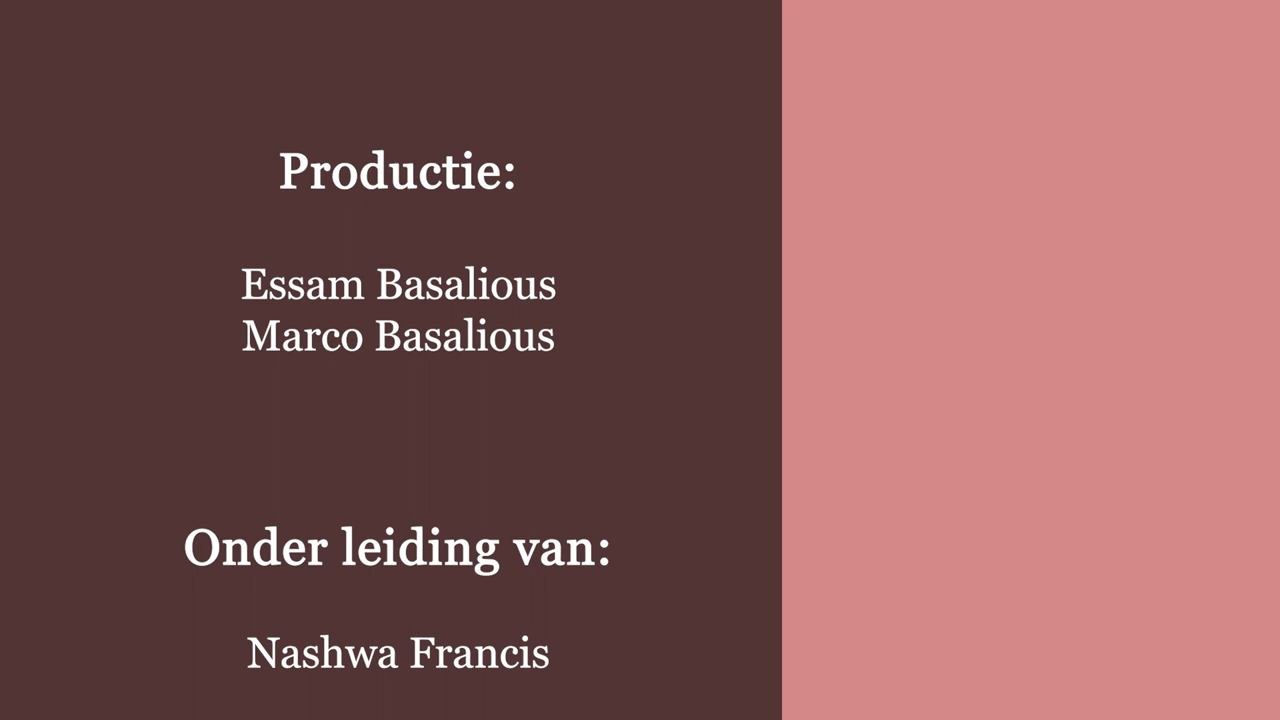 Productie:
Essam Basalious
Marco Basalious
Onder leiding van:
Nashwa Francis